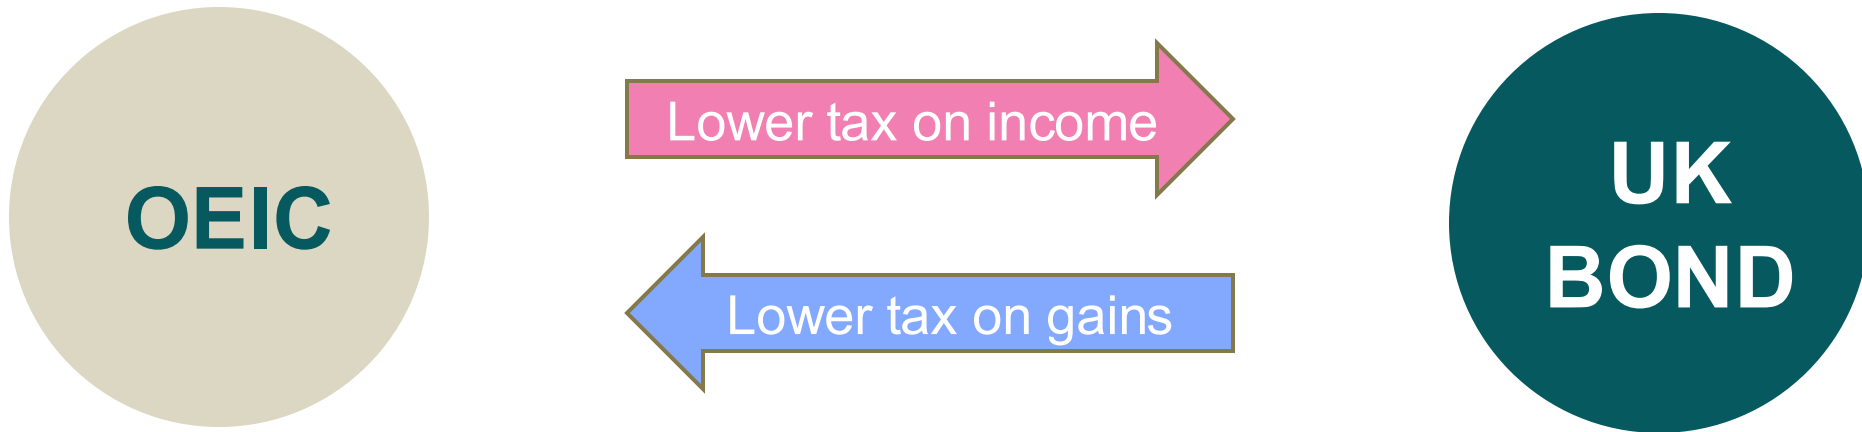 OEIC
Lower tax on income
Lower tax on gains
UK
BOND